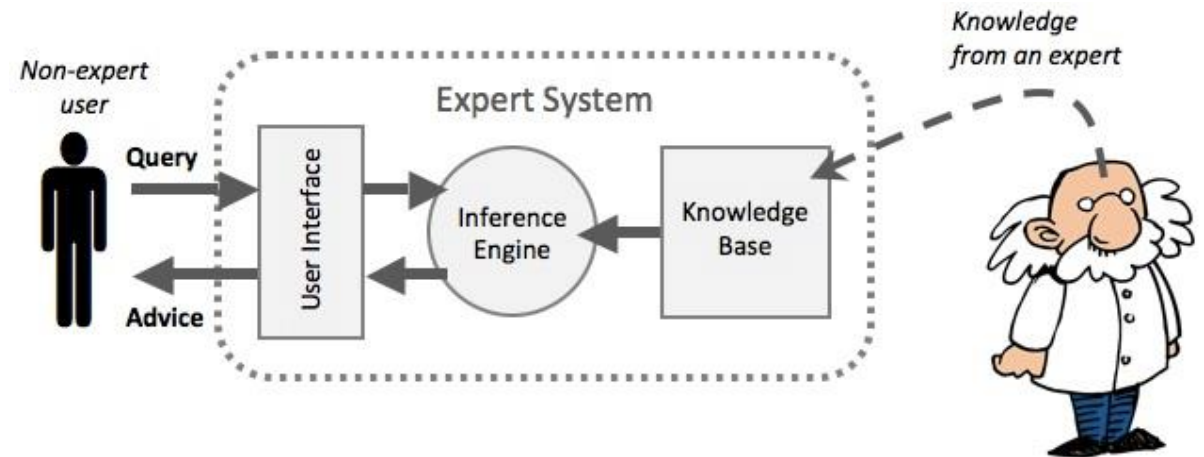 Non-expert
user
Query
Advice
Expert System
User Interface
Inference
Engine
Knowledge
Base
Knowledge
from an expert